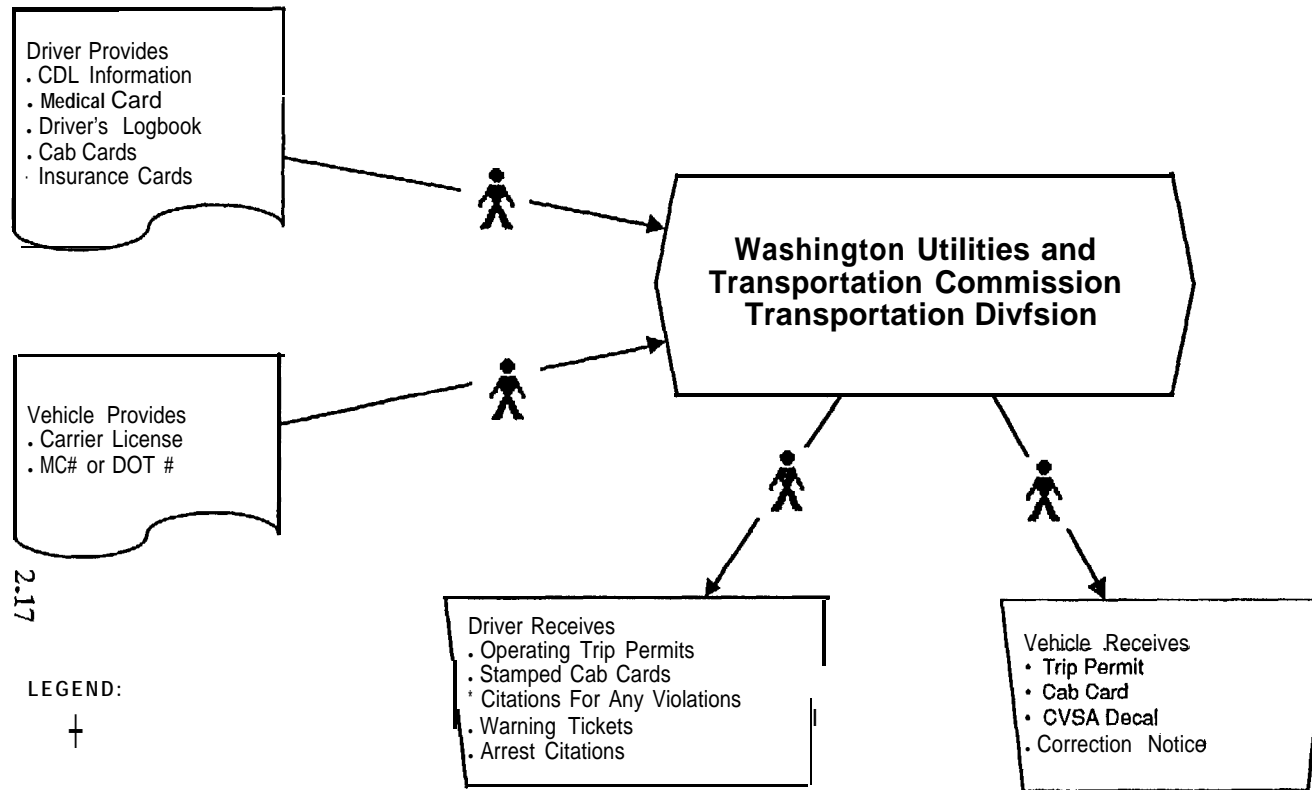 Driver Provides
. CDL Information
. Medical Card
. Driver's Logbook
. Cab Cards
· Insurance Cards
Washington Utilities and
Transportation Commission
Transportation Divfsion
Vehicle Provides
. Carrier License
. MC# or DOT #
2.17
LEGEND:
Driver Receives
. Operating Trip Permits
. Stamped Cab Cards
* Citations For Any Violations
. Warning Tickets
. Arrest Citations
Vehicle Receives
• Trip Permit
• Cab Card
• CVSA Decal
. Correction Notice